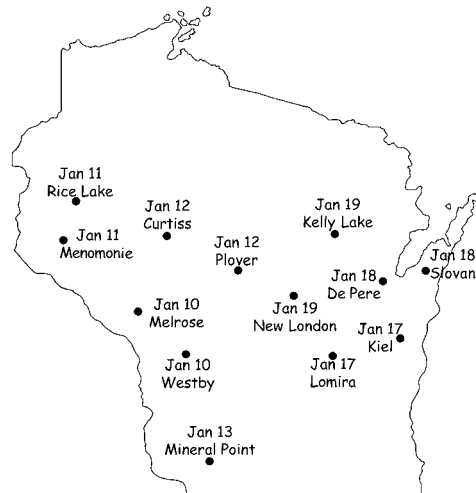 Jan 11
Rice Lake
Jan 12
Curtiss
Jan 19
Kelly Lake
Jan 11
Menomonie
Jan 12
Plover
Jan 18
Slovan
Jan 18
De Pere
Jan 10
Melrose
Jan 19
New London
Jan 17
Kiel
Jan 10
Westby
Jan 17
Lomira
Jan 13
Mineral Point